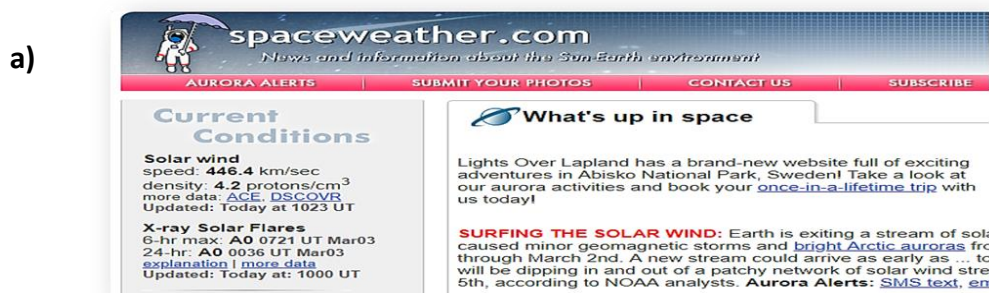 a)
spaceweather.com
News and information about the Sun-Earth environment
AURORA ALERTS | SUBMIT YOUR PHOTOS | CONTACT US | SUBSCRIBE
Current
Conditions
Solar wind
speed: 446.4 km/sec
density: 4.2 protons/cm3
more data: ACE, DSCOVR
Updated: Today at 1023 UT
X-ray Solar Flares
6-hr max: A0 0721 UT Mar03
24-hr: A0 0036 UT Mar03
explanation | more data
Updated: Today at: 1000 UT
What's up in space
Lights Over Lapland has a brand-new website full of exciting
adventures in Abisko National Park, Sweden! Take a look at
our aurora activities and book your once-in-a-lifetime trip with
us today!
SURFING THE SOLAR WIND: Earth is exiting a stream of
caused minor geomagnetic storms and bright Arctic auroras
through March 2nd. A new stream could arrive as early as ...
will be dipping in and out of a patchy network of solar wind
5th, according to NOAA analysts. Aurora Alerts: SMS text,